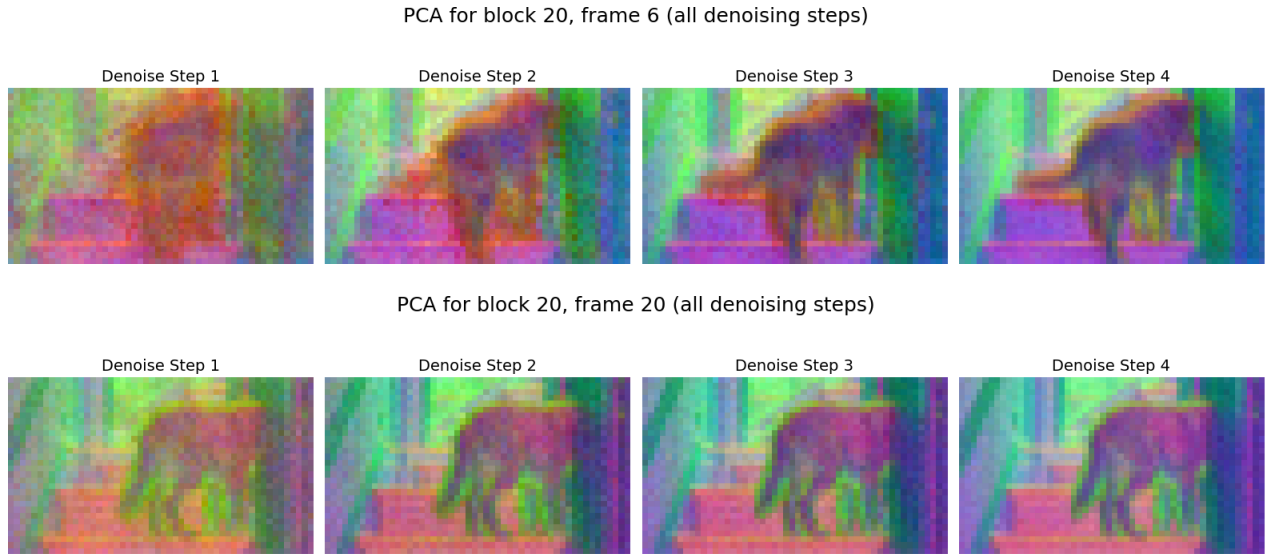 PCA for block 20, frame 6 (all denoising steps)
Denoise Step 1
Denoise Step 2
Denoise Step 3
Denoise Step 4
PCA for block 20, frame 20 (all denoising steps)
Denoise Step 1
Denoise Step 2
Denoise Step 3
Denoise Step 4